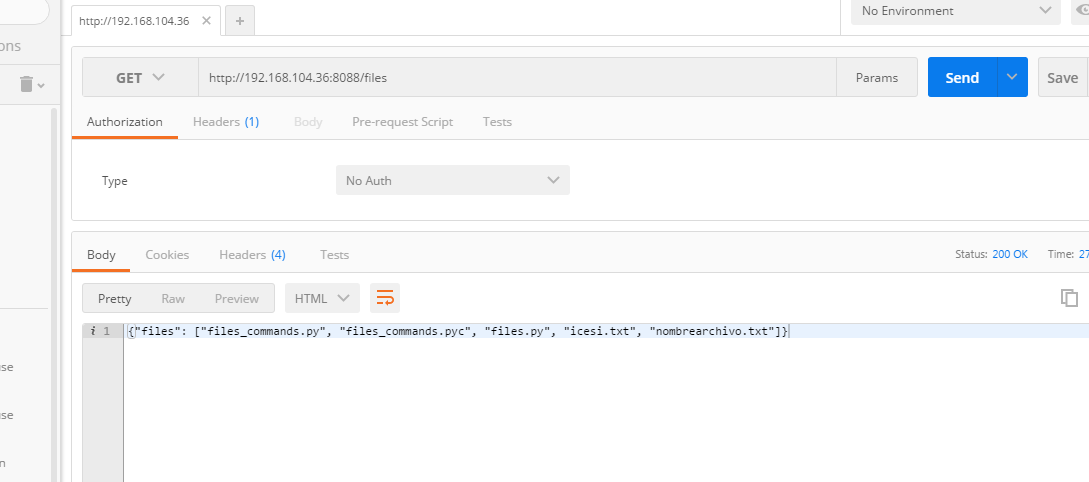 http://192.168.104.36 × +
No Environment
ons
GET http://192.168.104.36:8088/files Params Send Save
Authorization Headers (1) Body Pre-request Script Tests
Type No Auth
Body Cookies Headers (4) Tests Status: 200 OK Time: 27
Pretty Raw Preview HTML
i 1 {"files": ["files_commands.py", "files_commands.pyc", "files.py", "icesi.txt", "nombrearchivo.txt"]}
use
use
n